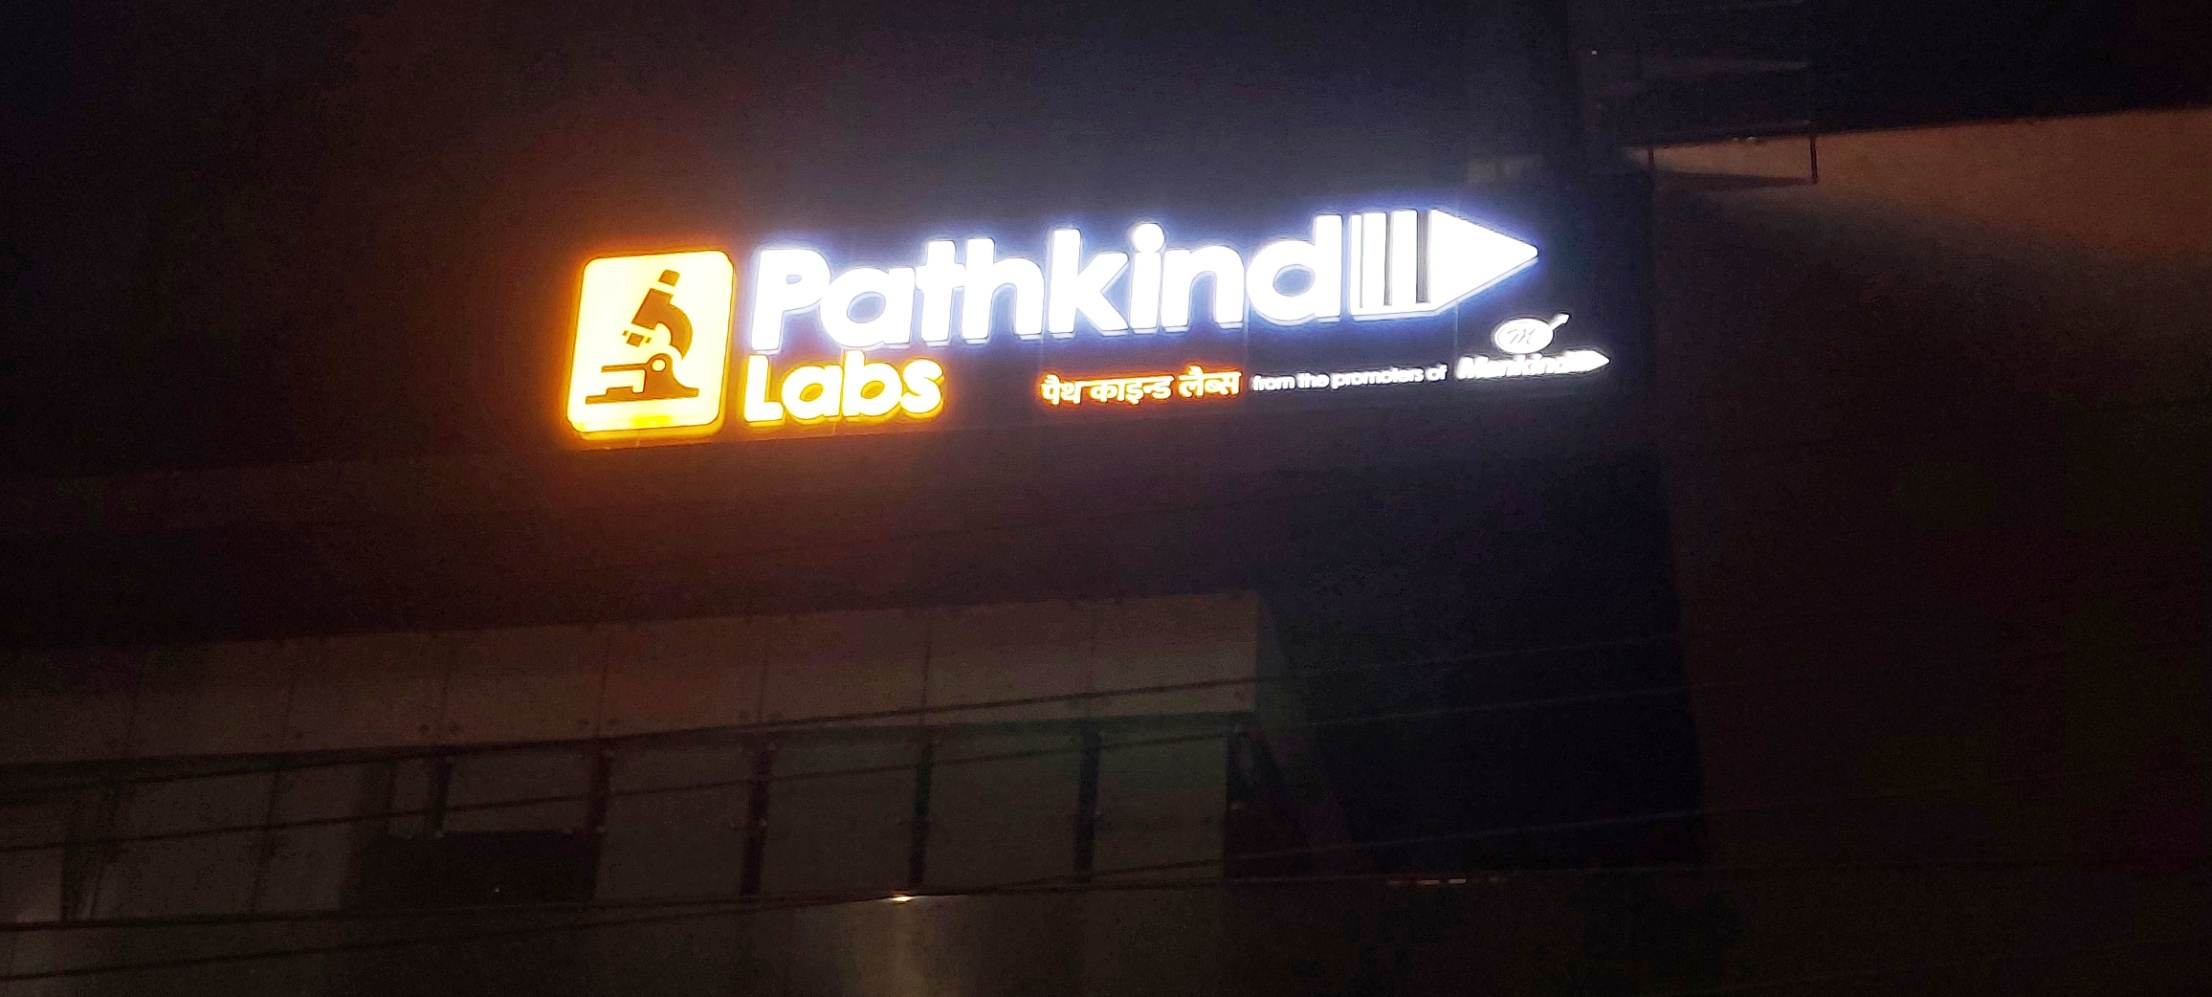 Pathkind
Labs
पैथ काइन्ड लैब्स from the promoters of Mankind